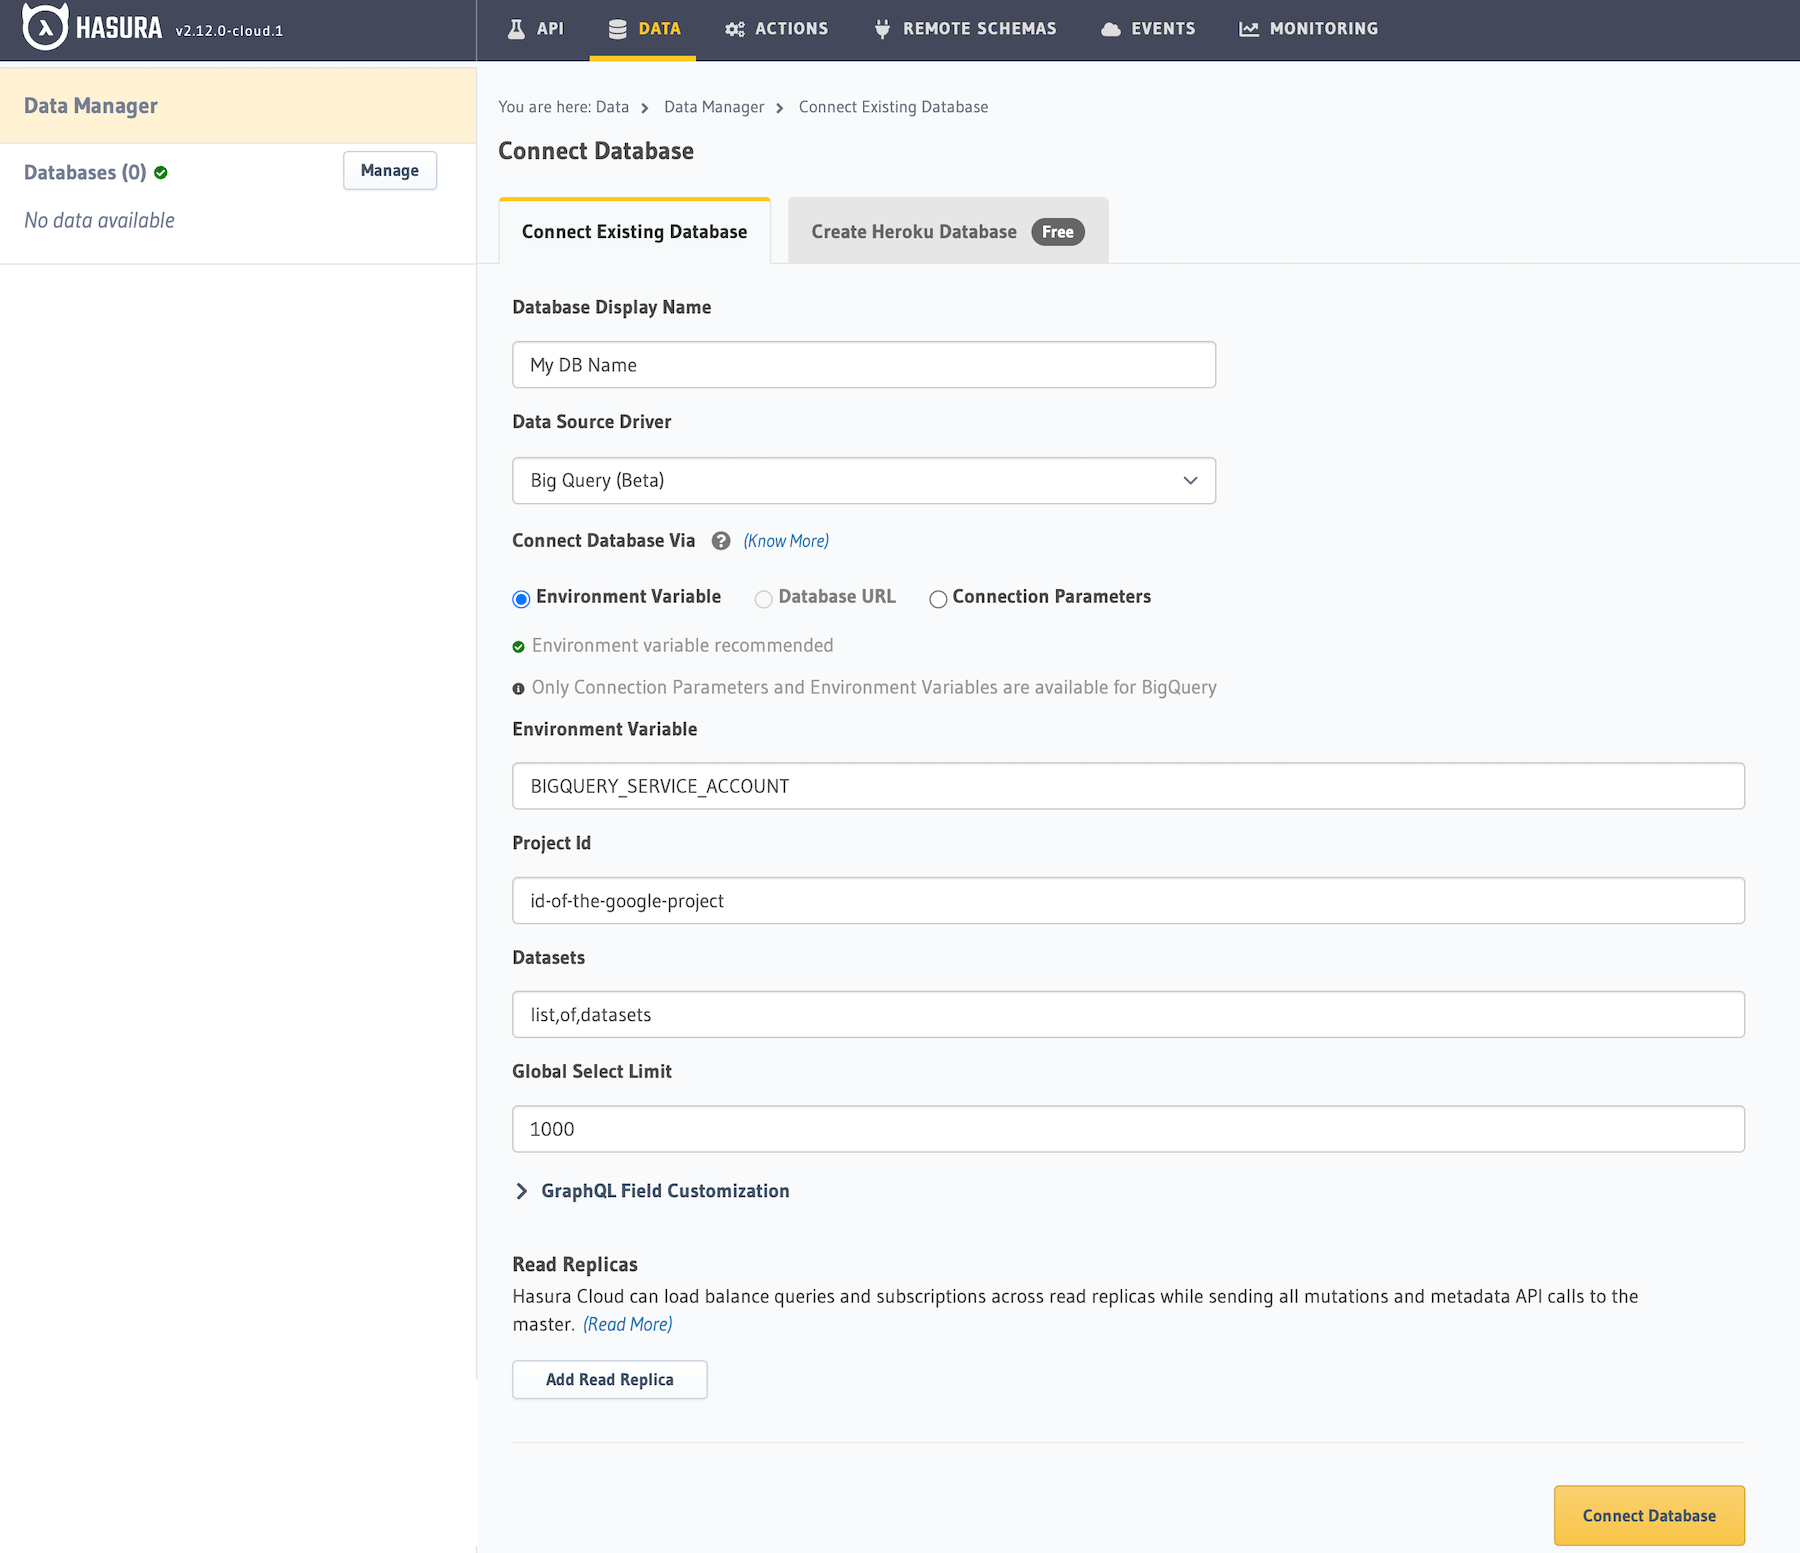 HASURA v2.12.0-cloud.1
API DATA ACTIONS REMOTE SCHEMAS EVENTS MONITORING
Data Manager
Databases (0)
Manage
No data available
You are here: Data > Data Manager > Connect Existing Database
Connect Database
Connect Existing Database
Create Heroku Database Free
Database Display Name
My DB Name
Data Source Driver
Big Query (Beta)
Connect Database Via ? (Know More)
Environment Variable Database URL Connection Parameters
Environment variable recommended
Only Connection Parameters and Environment Variables are available for BigQuery
Environment Variable
BIGQUERY_SERVICE_ACCOUNT
Project Id
id-of-the-google-project
Datasets
list,of,datasets
Global Select Limit
1000
GraphQL Field Customization
Read Replicas
Hasura Cloud can load balance queries and subscriptions across read replicas while sending all mutations and metadata API calls to the
master. (Read More)
Add Read Replica
Connect Database